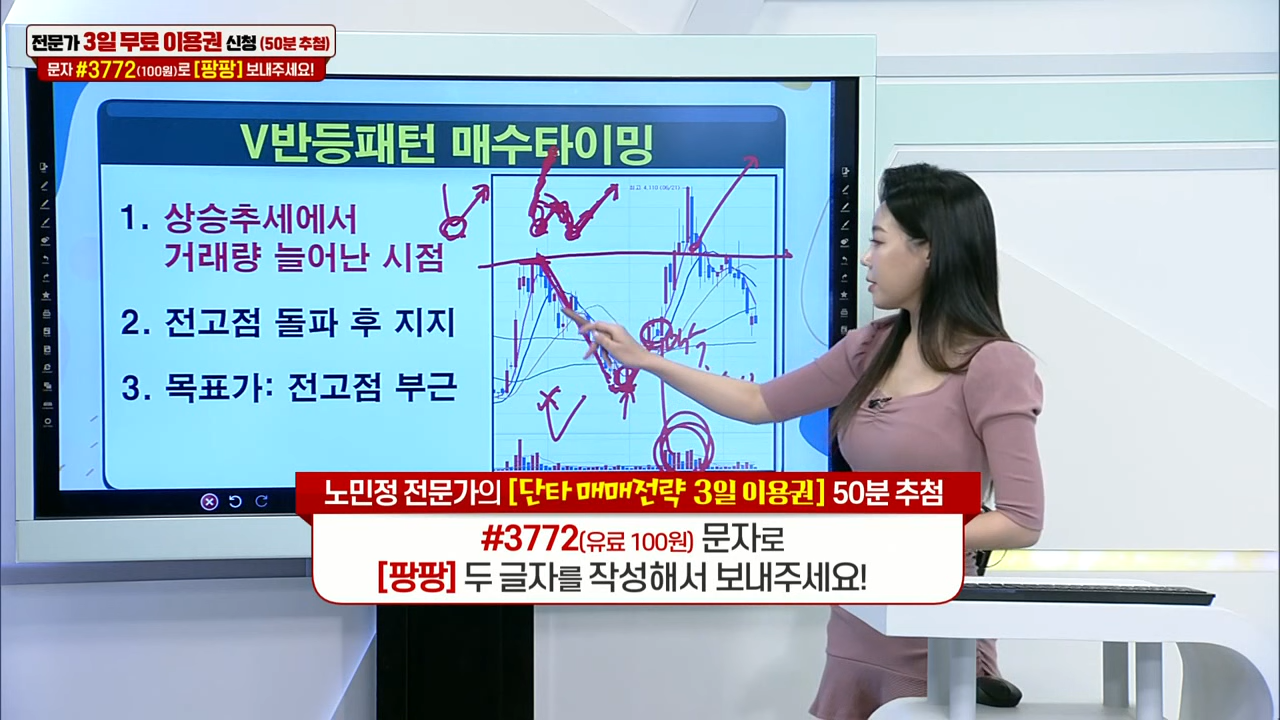 전문가 3일 무료 이용권 신청 (50분 추첨)
문자 #3772(100원)로 [팡팡] 보내주세요!
V반등패턴 매수타이밍
1. 상승추세에서
거래량 늘어난 시점
2. 전고점 돌파 후 지지
3. 목표가: 전고점 부근
최고 4,110 (06/21)
노민정 전문가의 [단타 매매전략 3일 이용권] 50분 추첨
#3772(유료 100원) 문자로
[팡팡] 두 글자를 작성해서 보내주세요!